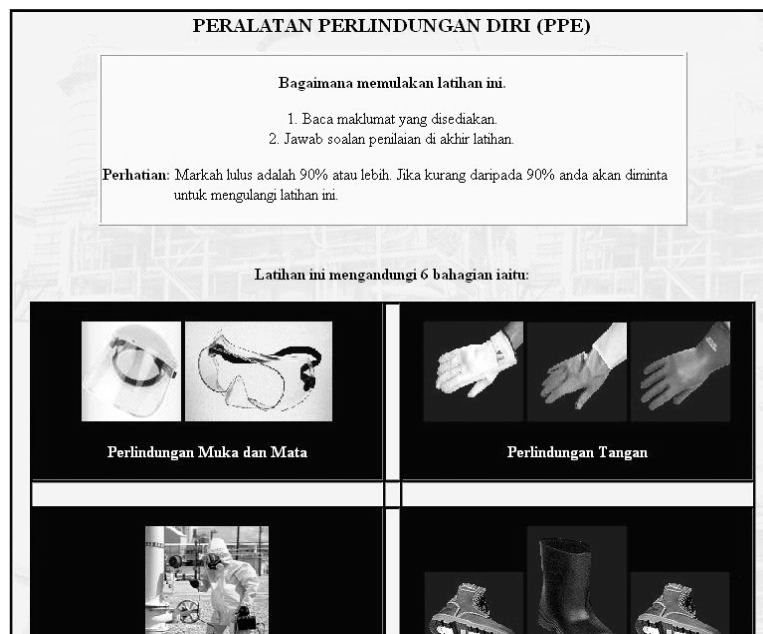 PERALATAN PERLINDUNGAN DIRI (PPE)
Bagaimana memulakan latihan ini.
1. Baca maklumat yang disediakan.
2. Jawab soalan penilaian di akhir latihan.
Perhatian: Markah lulus adalah 90% atau lebih. Jika kurang daripada 90% anda akan diminta
untuk mengulangi latihan ini.
Latihan ini mengandungi 6 bahagian iaitu:
Perlindungan Muka dan Mata
Perlindungan Tangan